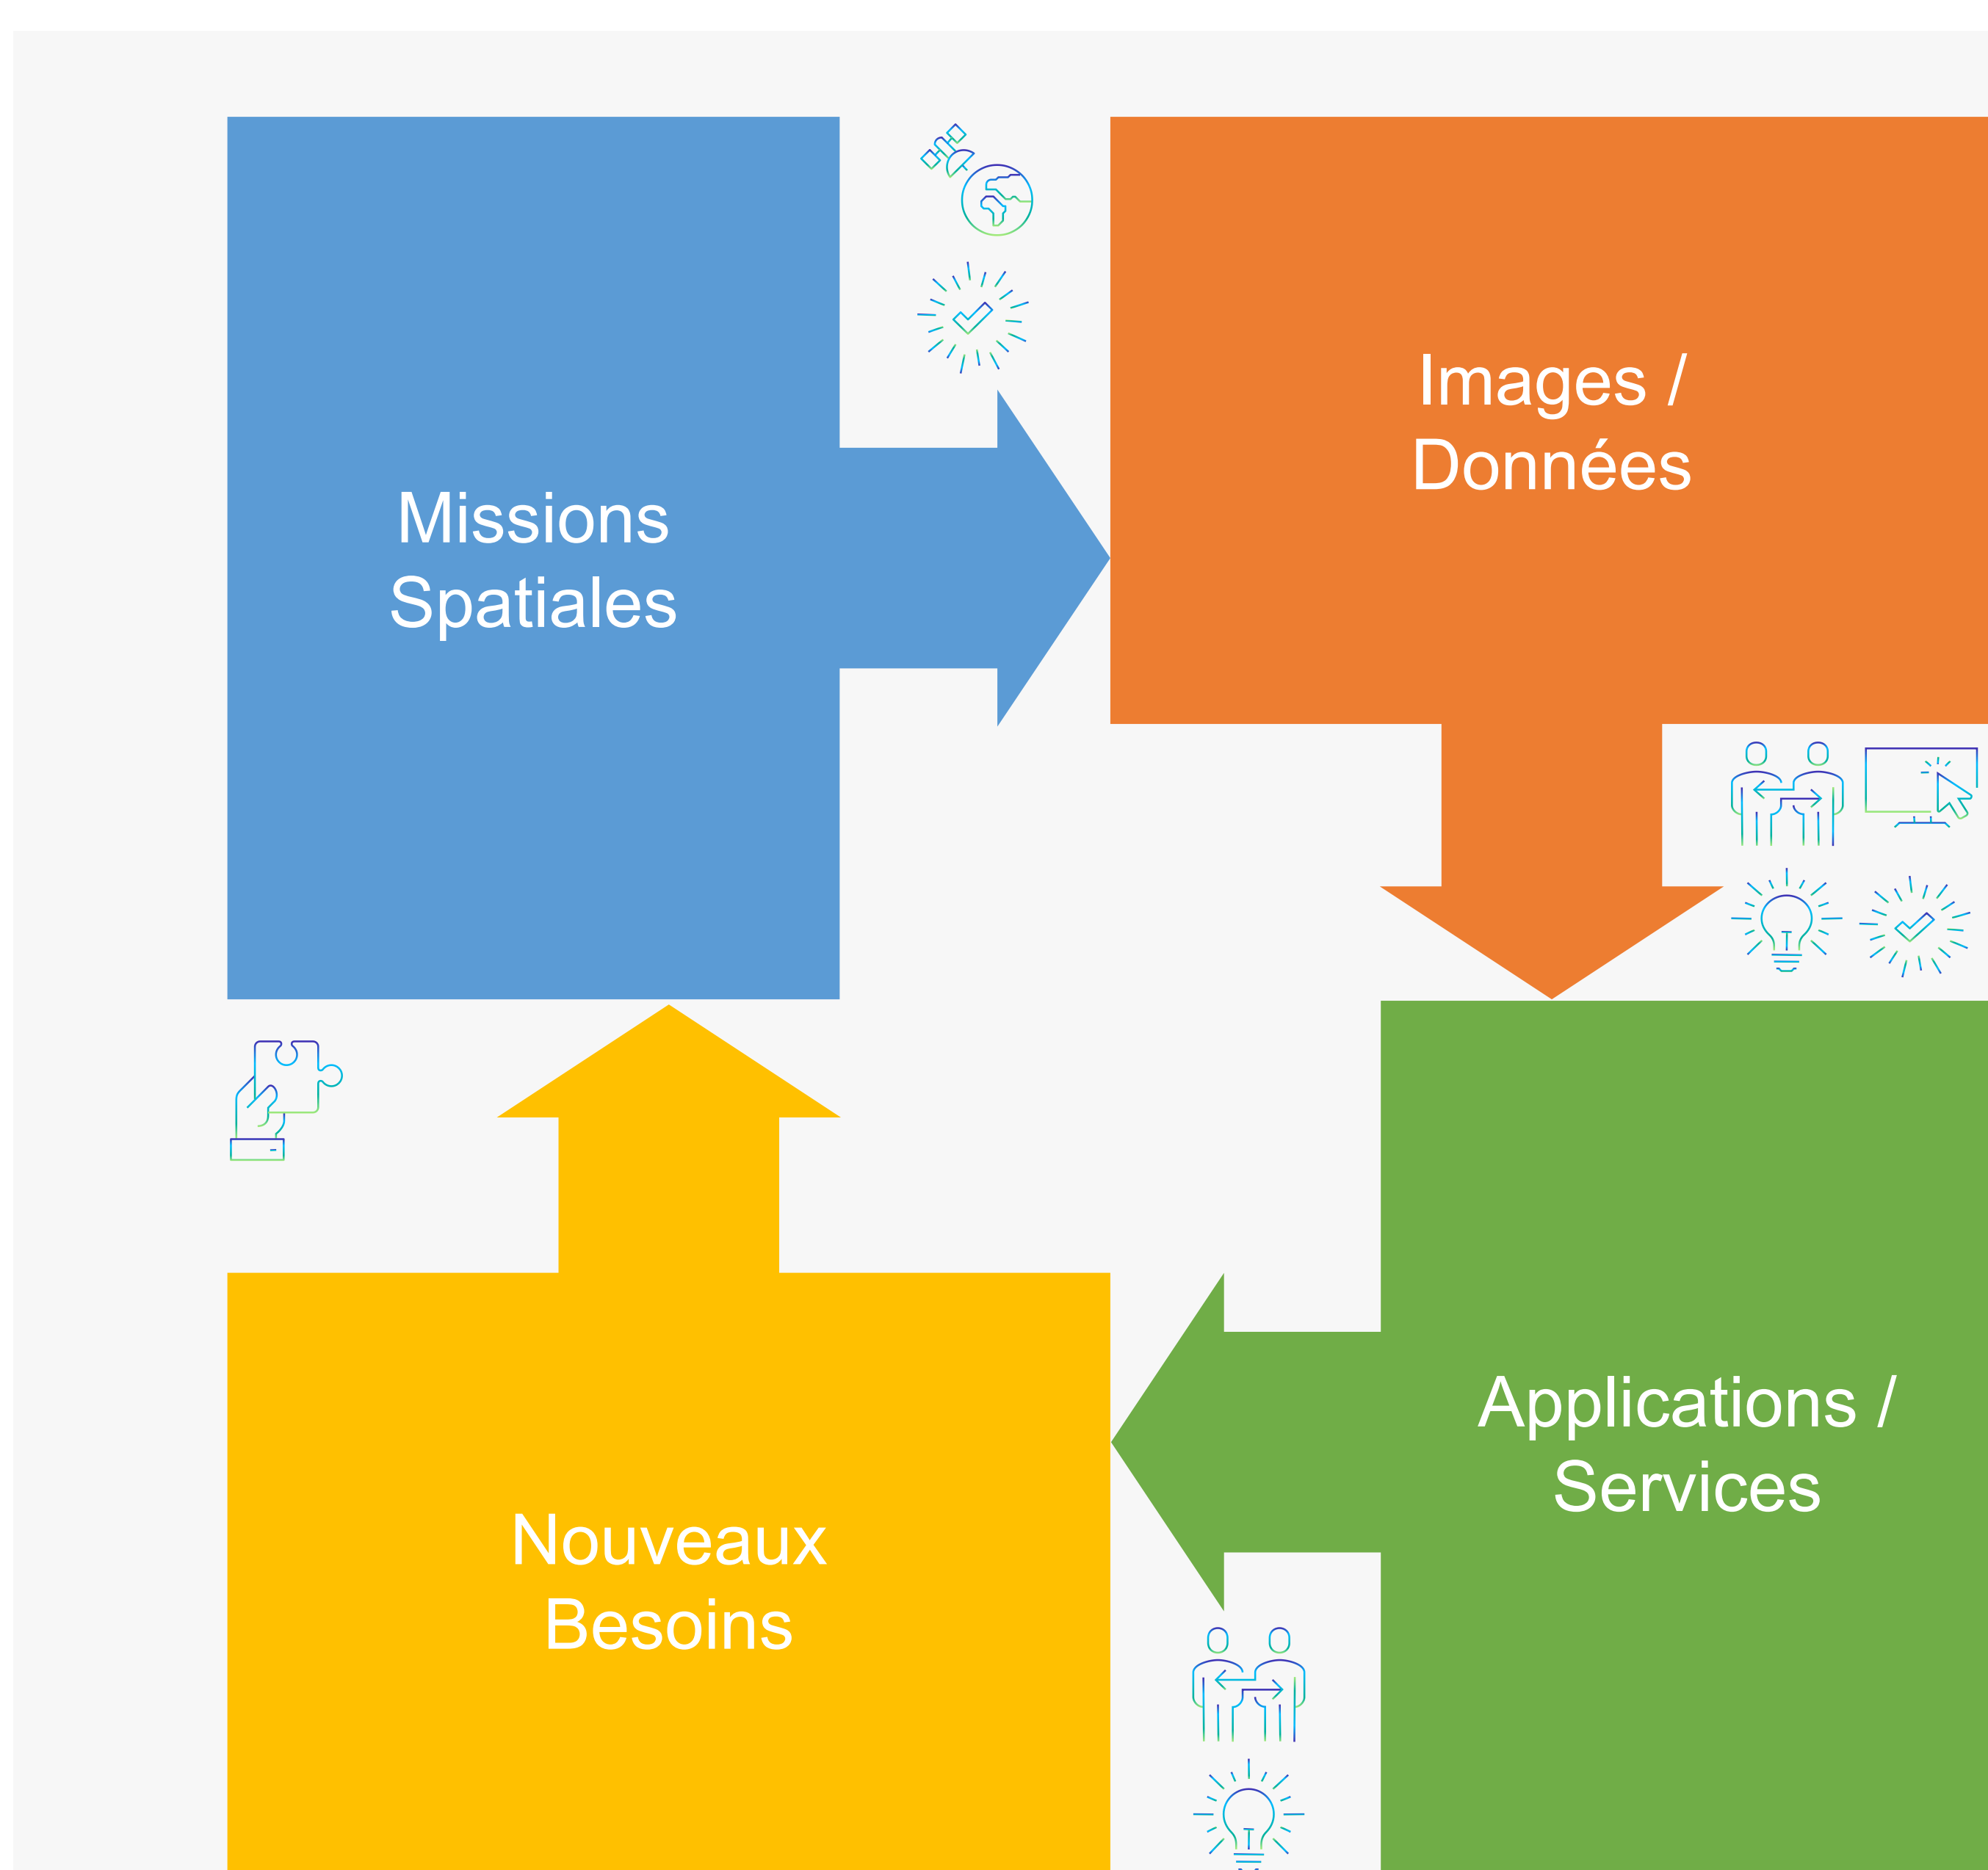 Missions
Spatiales
Images /
Données
Applications /
Services
Nouveaux
Besoins